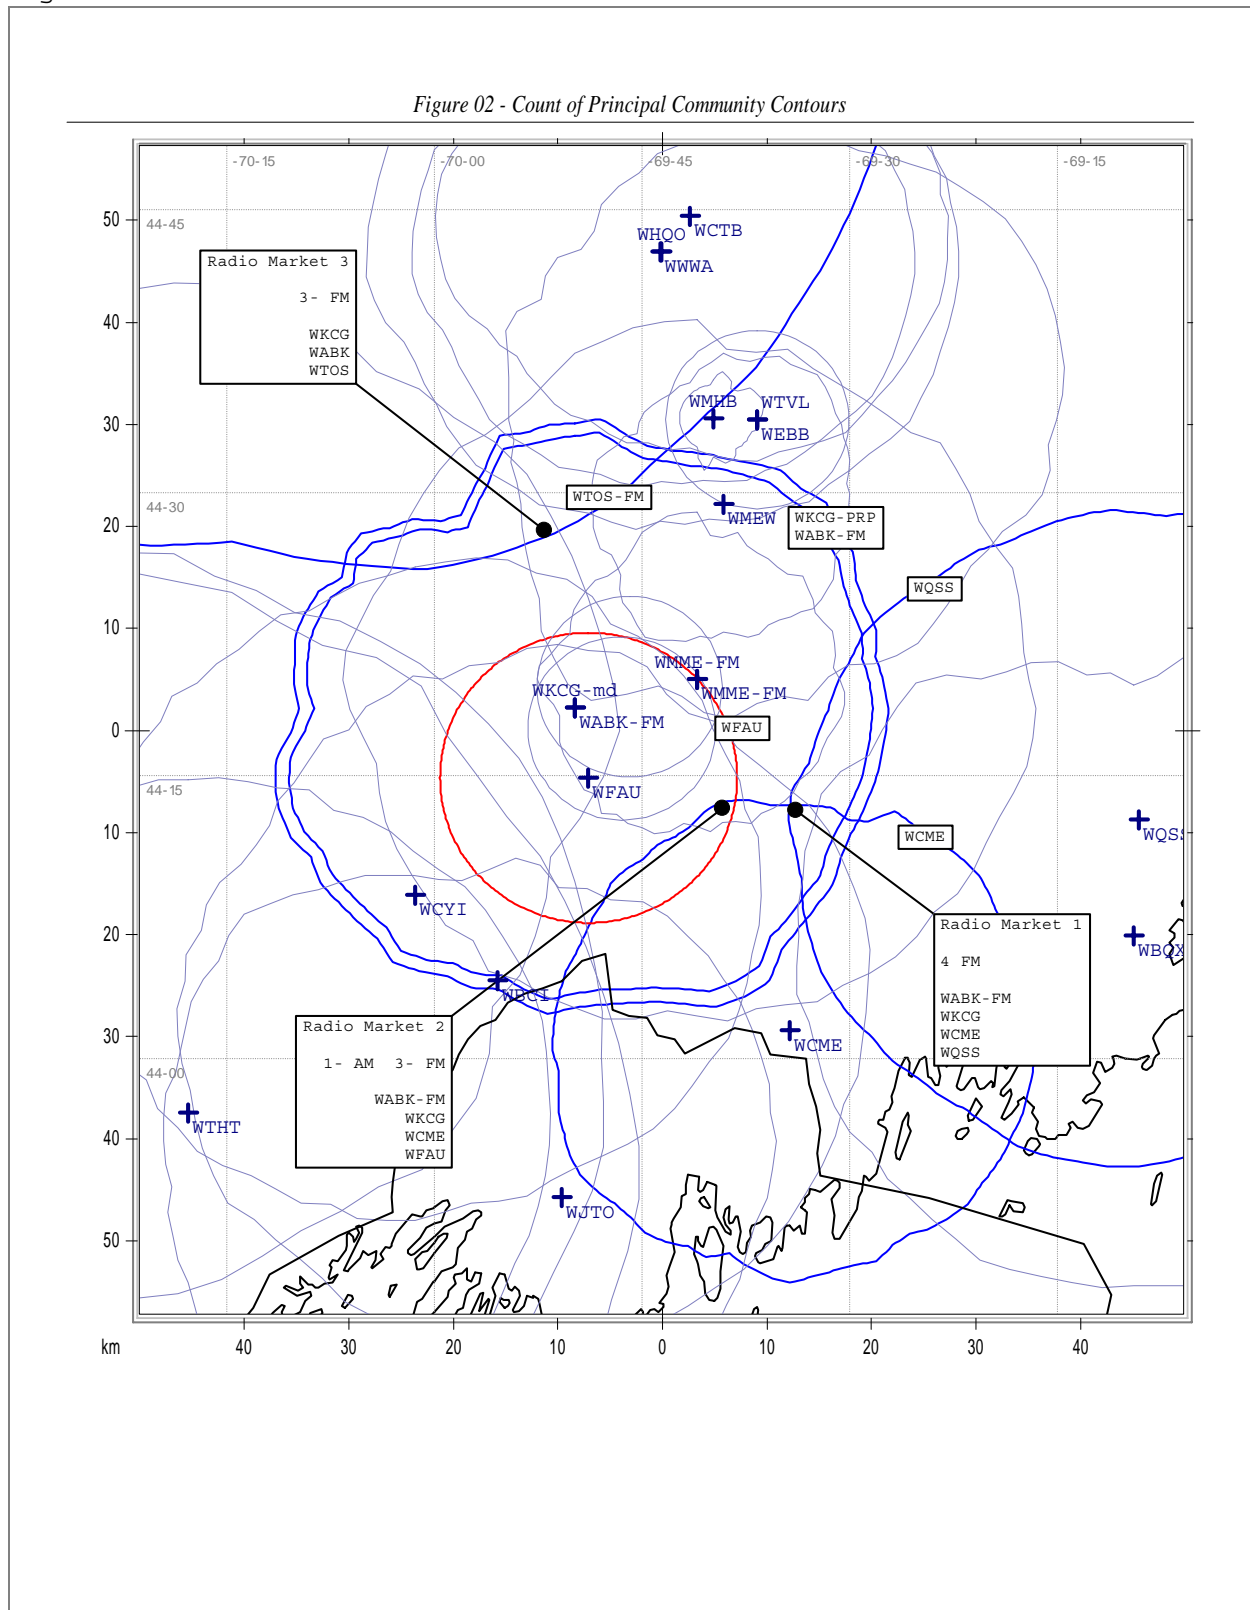 Figure 02 - Count of Principal Community Contours
-70-15
-70-00
-69-45
-69-30
-69-15
50
44-45
WCTB
WHQO
WWWA
Radio Market 3
3- FM
WKCG
WABK
WTOS
40
30
WMHB
WTVL
WEBB
44-30
WTOS-FM
WMEW
WKCG-PRP
WABK-FM
20
WQSS
10
WMME-FM
WMME-FM
WKCG-md
WABK-FM
WFAU
0
WFAU
44-15
10
WCME
WQSS
WCYI
20
Radio Market 1
4 FM
WABK-FM
WKCG
WCME
WQSS
WBQX
WBCI
30
WCME
Radio Market 2
1- AM 3- FM
WABK-FM
WKCG
WCME
WFAU
44-00
WTHT
40
WJTO
50
km
40
30
20
10
0
10
20
30
40